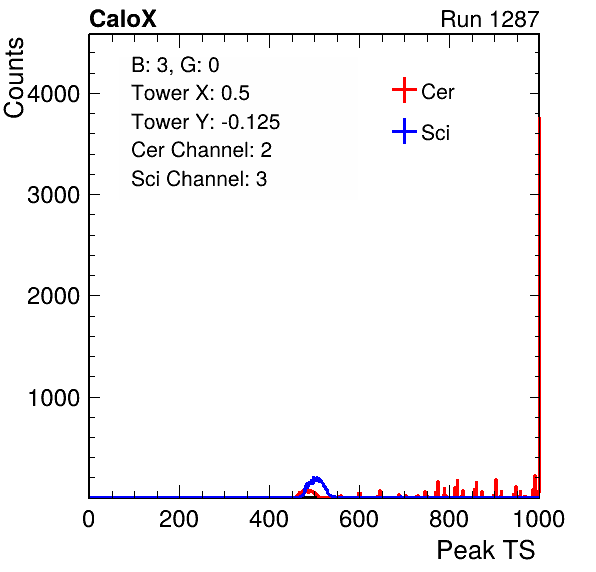 CaloX
Run 1287
Counts
B: 3, G: 0
Tower X: 0.5
Tower Y: -0.125
Cer Channel: 2
Sci Channel: 3
Cer
Sci
4000
3000
2000
1000
0
200
400
600
800
1000
Peak TS